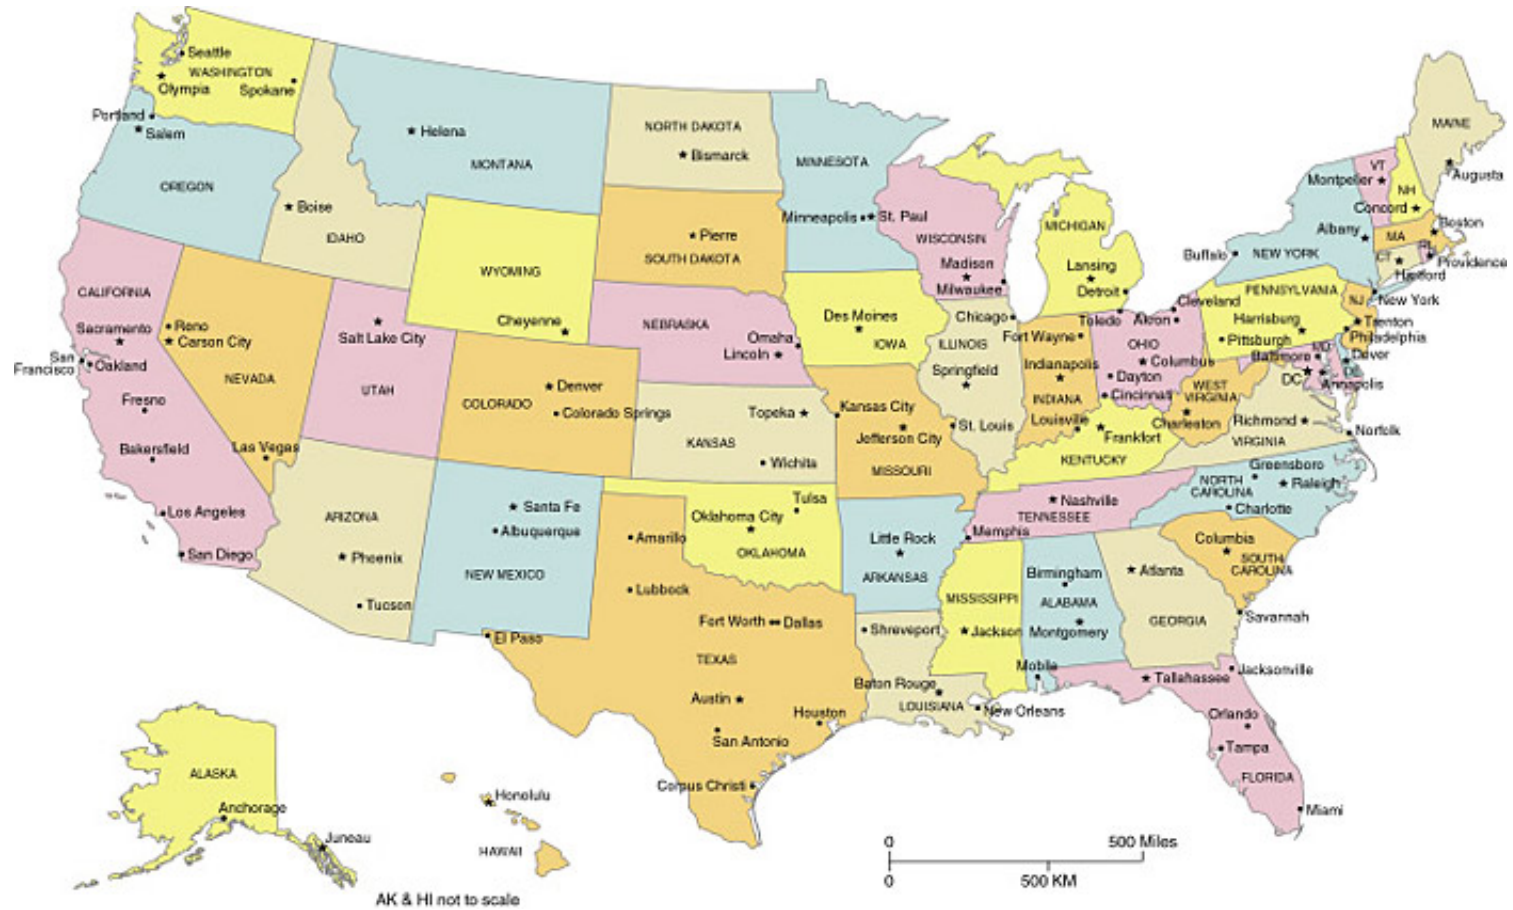 Seattle
WASHINGTON
Olympia
Spokane
Portland
Salem
OREGON
Helena
MONTANA
Boise
IDAHO
NORTH DAKOTA
Bismarck
MINNESOTA
Minneapolis
St. Paul
Pierre
SOUTH DAKOTA
WYOMING
Cheyenne
WISCONSIN
Madison
Milwaukee
MICHIGAN
Lansing
Detroit
MAINE
Augusta
VT
Montpelier
NH
Concord
Boston
MA
Albany
Buffalo
NEW YORK
CT
RI
Providence
Hartford
CALIFORNIA
Sacramento
San
Francisco
Oakland
Fresno
Bakersfield
Los Angeles
San Diego
Reno
Carson City
NEVADA
Las Vegas
Salt Lake City
UTAH
Denver
COLORADO
Colorado Springs
NEBRASKA
Omaha
Lincoln
Des Moines
IOWA
Chicago
ILLINOIS
Springfield
Fort Wayne
Indianapolis
INDIANA
Toledo
Akron
Cleveland
OHIO
Columbus
Dayton
Cincinnati
PENNSYLVANIA
Harrisburg
Pittsburgh
NJ
New York
Trenton
Philadelphia
Baltimore
MD
Dover
DE
DC
Annapolis
WEST
VIRGINIA
Charleston
Richmond
VIRGINIA
Norfolk
Topeka
KANSAS
Wichita
Kansas City
Jefferson City
MISSOURI
St. Louis
Louisville
Frankfort
KENTUCKY
Nashville
TENNESSEE
Memphis
Greensboro
NORTH
CAROLINA
Raleigh
Charlotte
ARIZONA
Phoenix
Tucson
Santa Fe
Albuquerque
NEW MEXICO
Tulsa
Oklahoma City
OKLAHOMA
Amarillo
Lubbock
Fort Worth
Dallas
El Paso
TEXAS
Austin
Houston
San Antonio
Corpus Christi
Little Rock
ARKANSAS
Shreveport
Baton Rouge
LOUISIANA
New Orleans
MISSISSIPPI
Jackson
Birmingham
ALABAMA
Montgomery
Mobile
Atlanta
GEORGIA
Columbia
SOUTH
CAROLINA
Savannah
Jacksonville
Tallahassee
Orlando
Tampa
FLORIDA
Miami
ALASKA
Anchorage
Juneau
Honolulu
HAWAII
AK & HI not to scale
0 500 Miles
0 500 KM